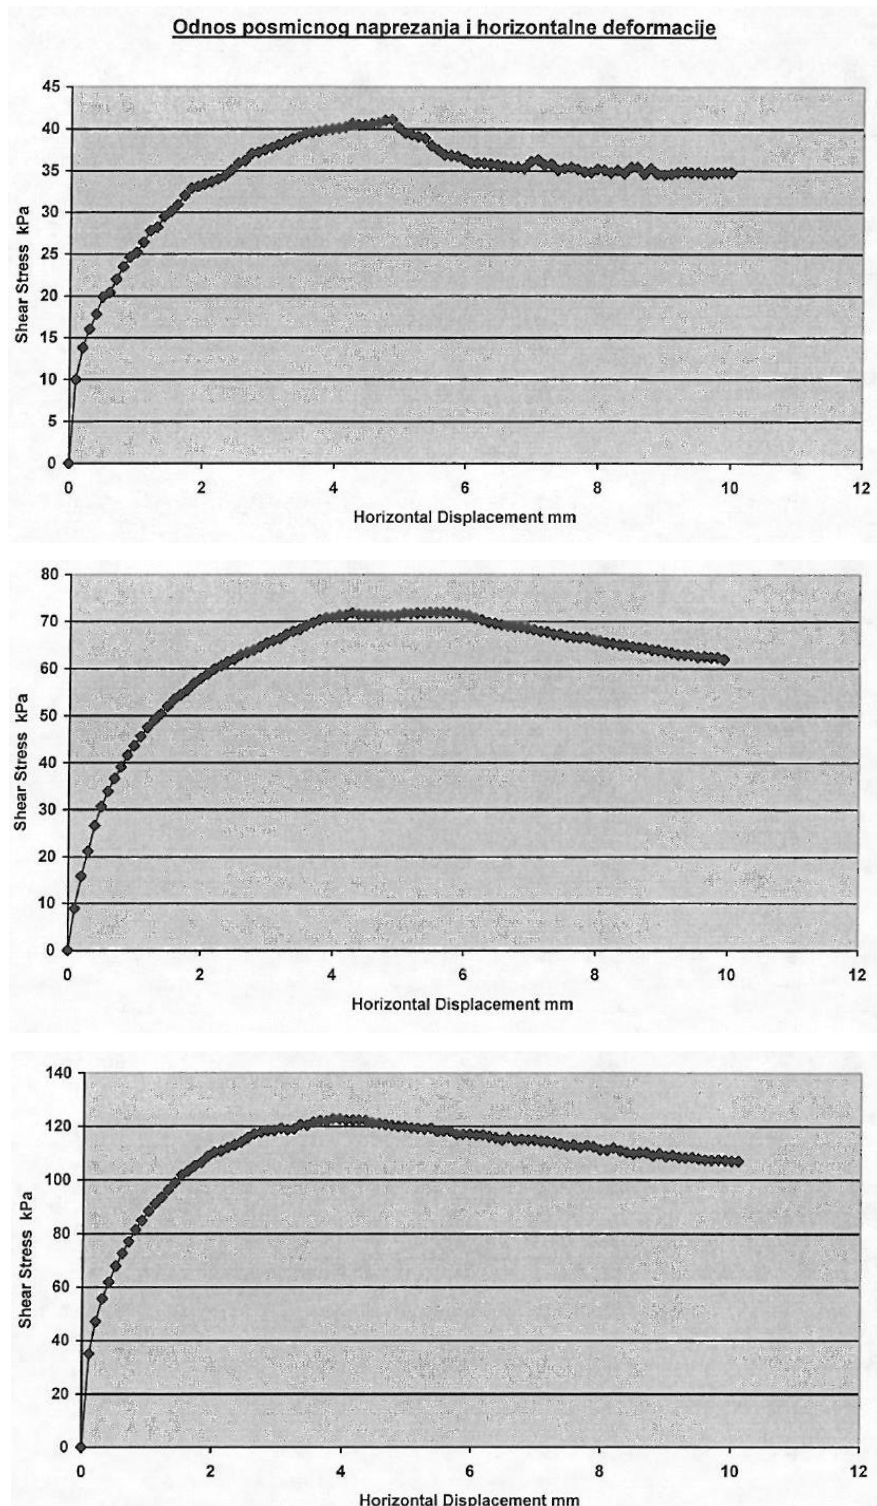 Odnos posmicnog naprezanja i horizontalne deformacije
45
40
35
30
25
20
15
10
5
0
Shear Stress kPa
0 2 4 6 8 10 12
Horizontal Displacement mm
80
70
60
50
40
30
20
10
0
Shear Stress kPa
0 2 4 6 8 10 12
Horizontal Displacement mm
140
120
100
80
60
40
20
0
Shear Stress kPa
0 2 4 6 8 10 12
Horizontal Displacement mm